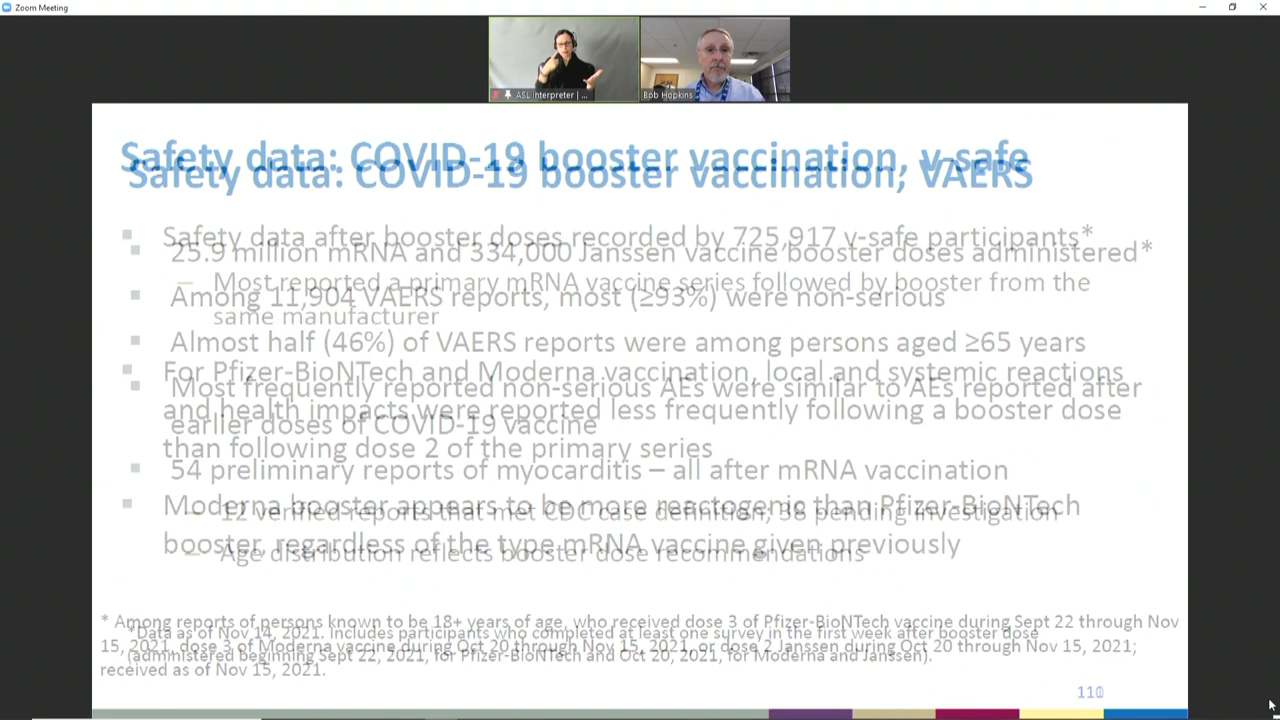 Zoom Meeting
ASL Interpreter | ...
Bob Hopkins
Safety data: COVID-19 booster vaccination, v-safe
Safety data: COVID-19 booster vaccination, VAERS
Safety data after booster doses recorded by 725,917 v-safe participants*
25.9 million mRNA and 334,000 Janssen vaccine booster doses administered*
– Most reported a primary mRNA vaccine series followed by booster from the
Among 11,904 VAERS reports, most (≥93%) were non-serious
same manufacturer
Almost half (46%) of VAERS reports were among persons aged ≥65 years
For Pfizer-BioNTech and Moderna vaccination, local and systemic reactions
Most frequently reported non-serious AEs were similar to AEs reported after
and health impacts were reported less frequently following a booster dose
earlier doses of COVID-19 vaccine
than following dose 2 of the primary series
54 preliminary reports of myocarditis – all after mRNA vaccination
Moderna booster appears to be more reactogenic than Pfizer-BioNTech
– 12 verified reports that met CDC case definition; 38 pending investigation
booster, regardless of the type mRNA vaccine given previously
– Age distribution reflects booster dose recommendations
* Among reports of persons known to be 18+ years of age, who received dose 3 of Pfizer-BioNTech vaccine during Sept 22 through Nov
*Data as of Nov 14, 2021. Includes participants who completed at least one survey in the first week after booster dose
15, 2021, dose 3 of Moderna vaccine during Oct 20 through Nov 15, 2021, or dose 2 Janssen during Oct 20 through Nov 15, 2021;
(administered beginning Sept 22, 2021, for Pfizer-BioNTech and Oct 20, 2021, for Moderna and Janssen).
received as of Nov 15, 2021.